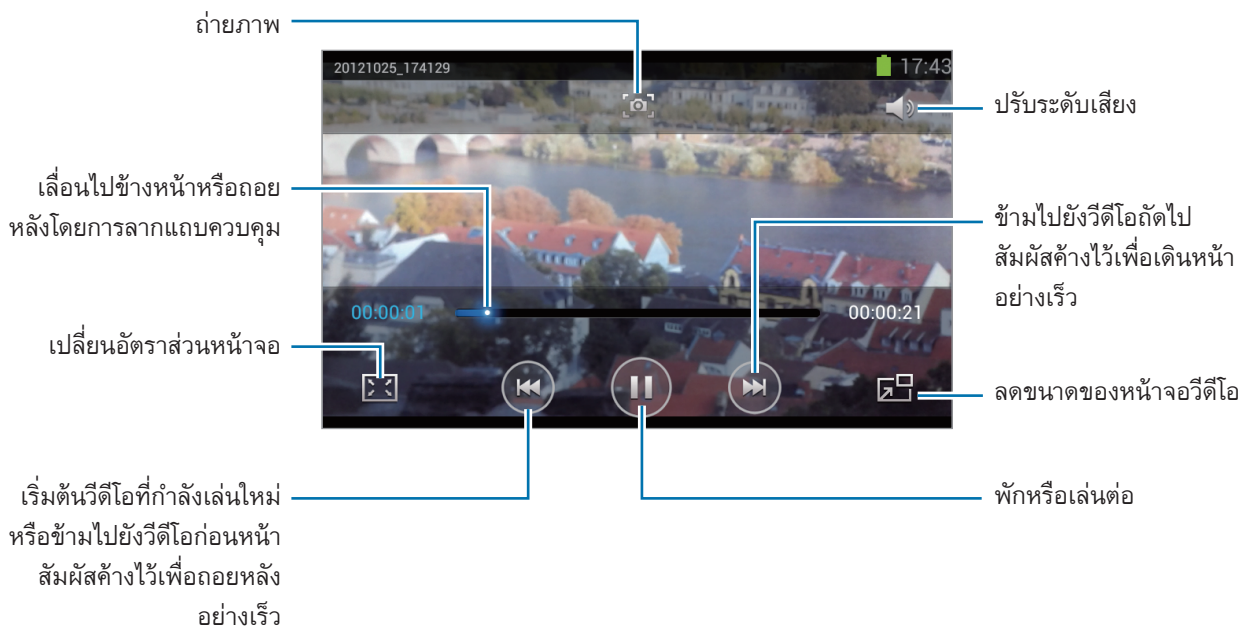 ถ่ายภาพ
20121025_174129
17:43
ปรับระดับเสียง
เลื่อนไปข้างหน้าหรือถอย
หลังโดยการลากแถบควบคุม
ข้ามไปยังวีดีโอถัดไป
สัมผัสค้างไว้เพื่อเดินหน้า
อย่างเร็ว
00:00:01
00:00:21
เปลี่ยนอัตราส่วนหน้าจอ
ลดขนาดของหน้าจอวีดีโอ
เริ่มต้นวีดีโอที่กำลังเล่นใหม่
หรือข้ามไปยังวีดีโอก่อนหน้า
สัมผัสค้างไว้เพื่อถอยหลัง
อย่างเร็ว
พักหรือเล่นต่อ